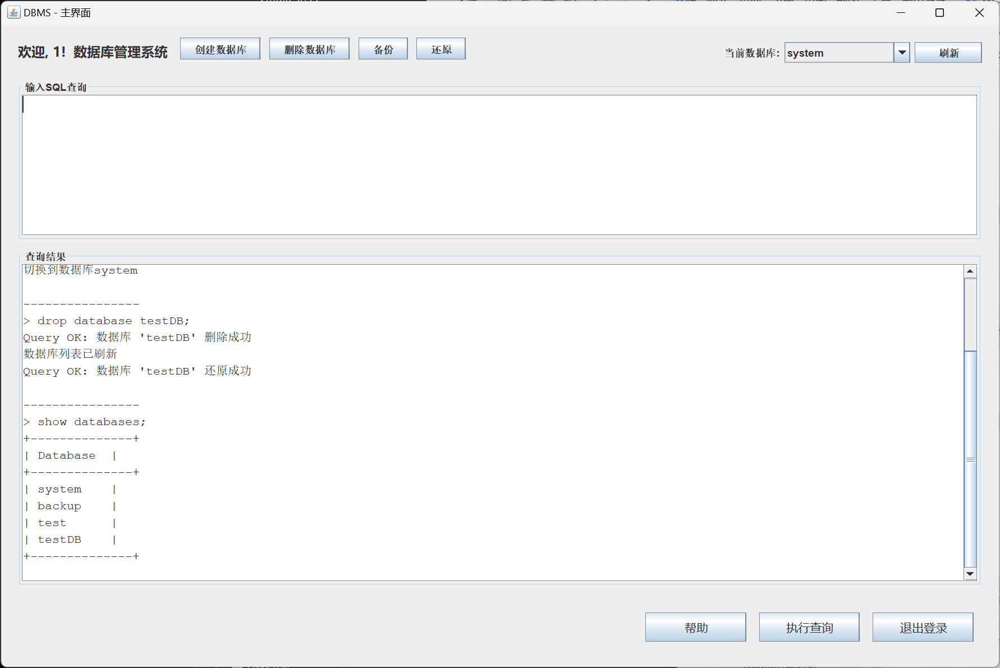 DBMS - 主界面
欢迎, 1! 数据库管理系统
创建数据库
删除数据库
备份
还原
当前数据库:
system
刷新
输入SQL查询
查询结果
切换到数据库system
----------------
> drop database testDB;
Query OK: 数据库 'testDB' 删除成功
数据库列表已刷新
Query OK: 数据库 'testDB' 还原成功
----------------
> show databases;
+--------------+
| Database  |
+--------------+
| system    |
| backup    |
| test      |
| testDB    |
+--------------+
帮助
执行查询
退出登录